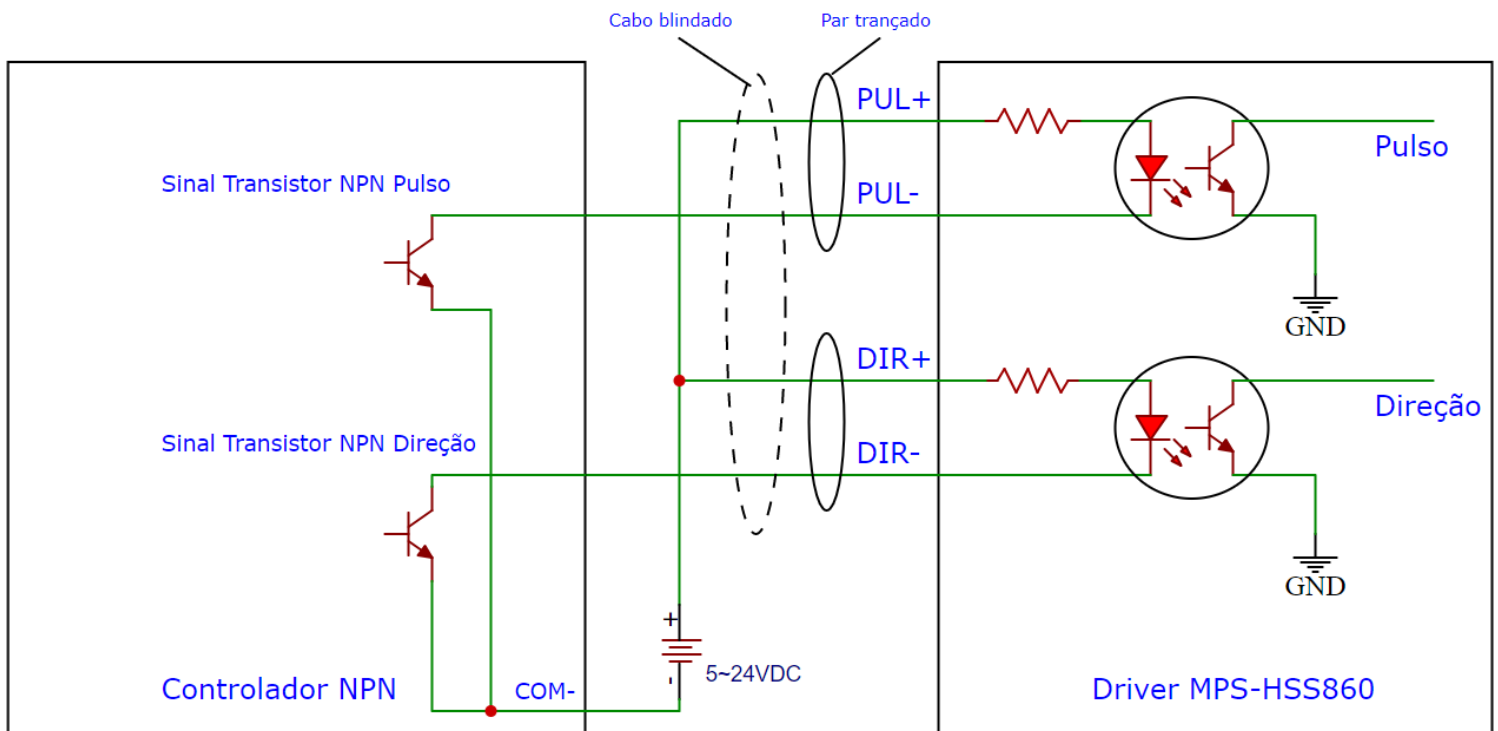 Cabo blindado
Par trançado
PUL+
Pulso
Sinal Transistor NPN Pulso
PUL-
GND
DIR+
Direção
Sinal Transistor NPN Direção
DIR-
GND
+
-
5~24VDC
Controlador NPN
COM-
Driver MPS-HSS860